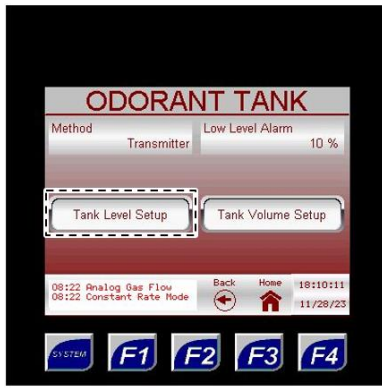 ODORANT TANK
Method
Transmitter
Low Level Alarm
10 %
Tank Level Setup
Tank Volume Setup
08:22 Analog Gas Flow
08:22 Constant Rate Mode
Back
Home
18:10:11
11/28/23
SYSTEM
F1
F2
F3
F4